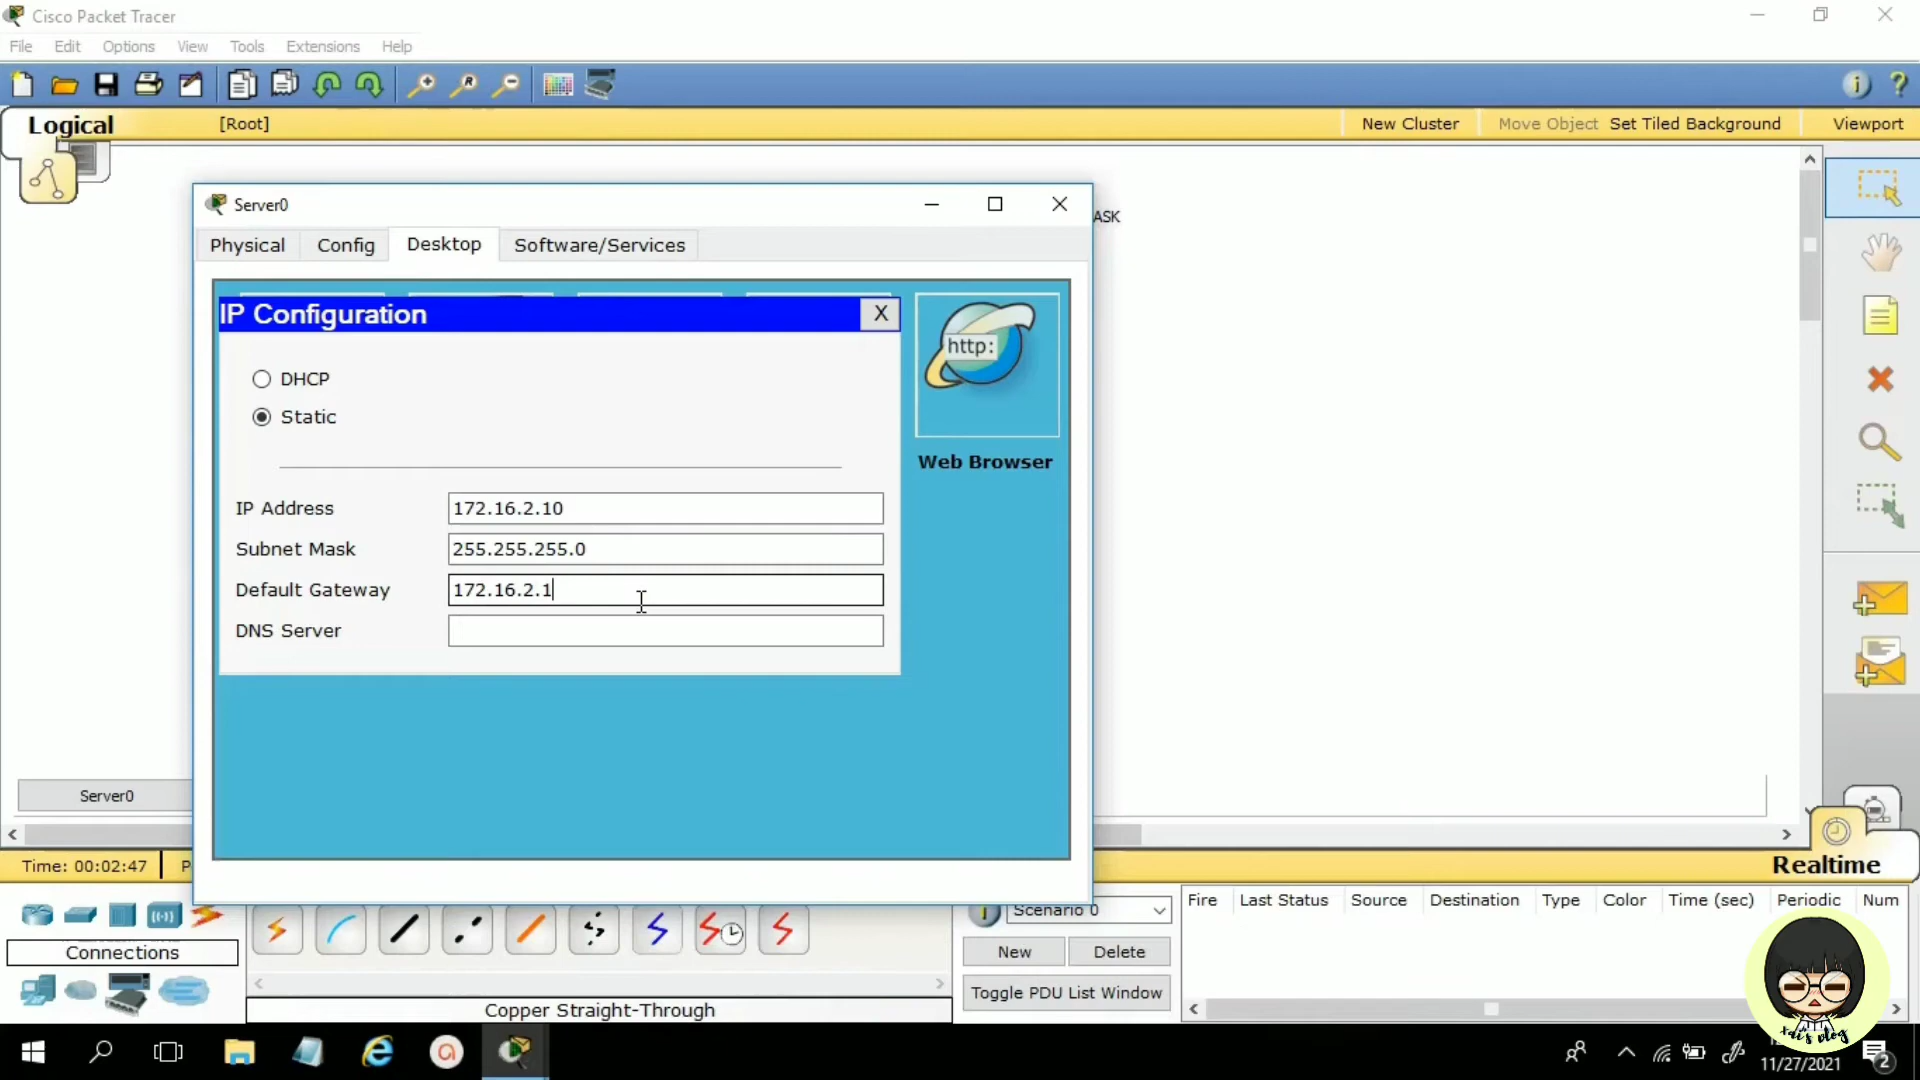 Cisco Packet Tracer
File Edit Options View Tools Extensions Help
Logical [Root] New Cluster Move Object Set Tiled Background Viewport
Server0
ASK
Physical Config Desktop Software/Services
IP Configuration X
http:
DHCP
Static
Web Browser
IP Address 172.16.2.10
Subnet Mask 255.255.255.0
Default Gateway 172.16.2.1
DNS Server
Server0
Time: 00:02:47 P
Realtime
Scenario 0
Fire Last Status Source Destination Type Color Time (sec) Periodic Num
New Delete
Connections
Toggle PDU List Window
Copper Straight-Through
xai's vlog
11/27/2021
2